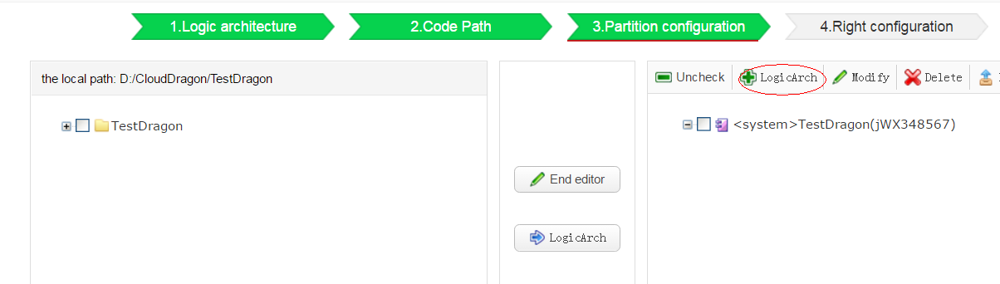 1.Logic architecture
2.Code Path
3.Partition configuration
4.Right configuration
the local path: D:/CloudDragon/TestDragon
TestDragon
End editor
LogicArch
Uncheck
LogicArch
Modify
Delete
<system>TestDragon(jWX348567)